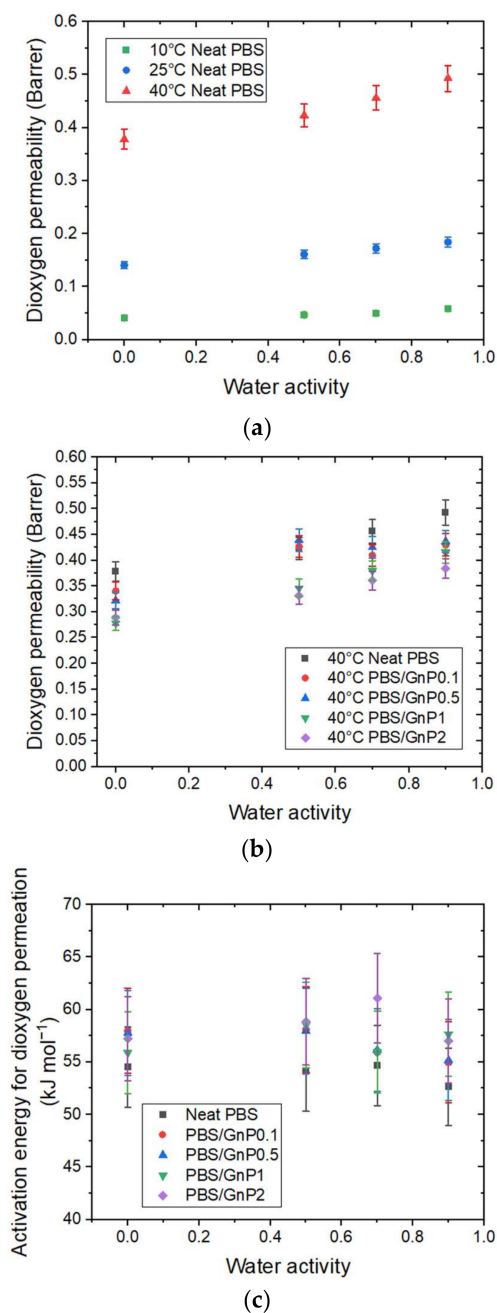 0.6
10°C Neat PBS
25°C Neat PBS
40°C Neat PBS
0.5
0.4
0.3
0.2
0.1
0.0
Dioxygen permeability (Barrer)
0.0 0.2 0.4 0.6 0.8 1.0
Water activity
(a)
0.60
0.55
0.50
0.45
0.40
0.35
0.30
0.25
0.20
0.15
0.10
0.05
0.00
Dioxygen permeability (Barrer)
40°C Neat PBS
40°C PBS/GnP0.1
40°C PBS/GnP0.5
40°C PBS/GnP1
40°C PBS/GnP2
0.0 0.2 0.4 0.6 0.8 1.0
Water activity
(b)
70
65
60
55
50
45
40
Activation energy for dioxygen permeation
(kJ mol⁻¹)
Neat PBS
PBS/GnP0.1
PBS/GnP0.5
PBS/GnP1
PBS/GnP2
0.0 0.2 0.4 0.6 0.8 1.0
Water activity
(c)